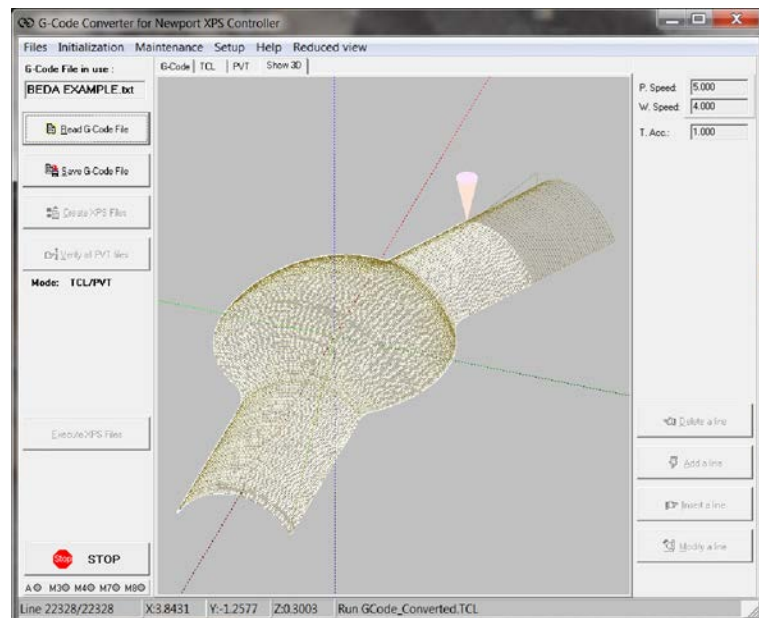 G-Code Converter for Newport XPS Controller
Files Initialization Maintenance Setup Help Reduced view
G-Code File in use :
BEDA EXAMPLE.txt
Read G-Code File
Save G-Code File
Create XPS Files
Verify all PVT files
Mode: TCL/PVT
Execute XPS Files
Stop STOP
A M3 M4 M7 M8
G-Code TCL PVT Show 3D
P. Speed: 5.000
W. Speed: 4.000
T. Acc.: 1.000
Delete a line
Add a line
Insert a line
Modify a line
Line 22328/22328 X:3.8431 Y:-1.2577 Z:0.3003 Run GCode_Converted.TCL